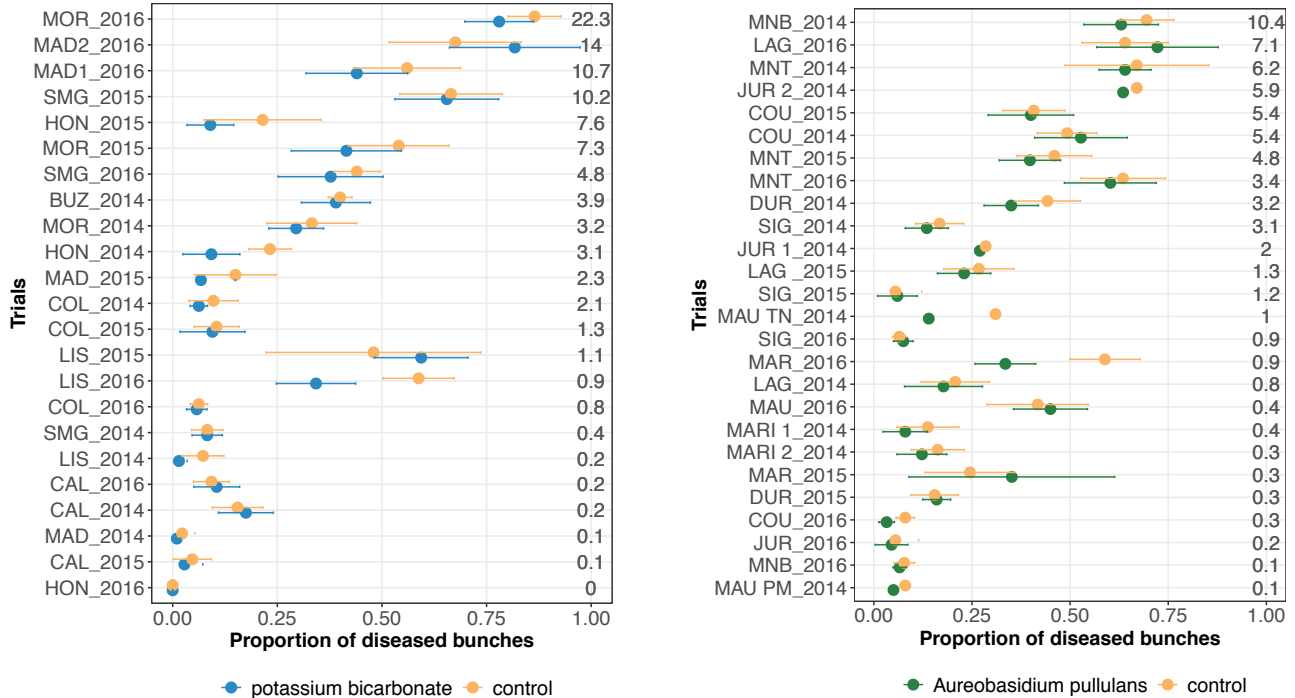 Trials
MOR_2016 22.3
MAD2_2016 14
MAD1_2016 10.7
SMG_2015 10.2
HON_2015 7.6
MOR_2015 7.3
SMG_2016 4.8
BUZ_2014 3.9
MOR_2014 3.2
HON_2014 3.1
MAD_2015 2.3
COL_2014 2.1
COL_2015 1.3
LIS_2015 1.1
LIS_2016 0.9
COL_2016 0.8
SMG_2014 0.4
LIS_2014 0.2
CAL_2016 0.2
CAL_2014 0.2
MAD_2014 0.1
CAL_2015 0.1
HON_2016 0
0.00 0.25 0.50 0.75 1.00
Proportion of diseased bunches
potassium bicarbonate control
Trials
MNB_2014 10.4
LAG_2016 7.1
MNT_2014 6.2
JUR 2_2014 5.9
COU_2015 5.4
COU_2014 5.4
MNT_2015 4.8
MNT_2016 3.4
DUR_2014 3.2
SIG_2014 3.1
JUR 1_2014 2
LAG _2015 1.3
SIG_2015 1.2
MAU TN_2014 1
SIG_2016 0.9
MAR_2016 0.9
LAG_2014 0.8
MAU_2016 0.4
MARI 1_2014 0.4
MARI 2_2014 0.3
MAR_2015 0.3
DUR_2015 0.3
COU_2016 0.3
JUR_2016 0.2
MNB_2016 0.1
MAU PM_2014 0.1
0.00 0.25 0.50 0.75 1.00
Proportion of diseased bunches
Aureobasidium pullulans control